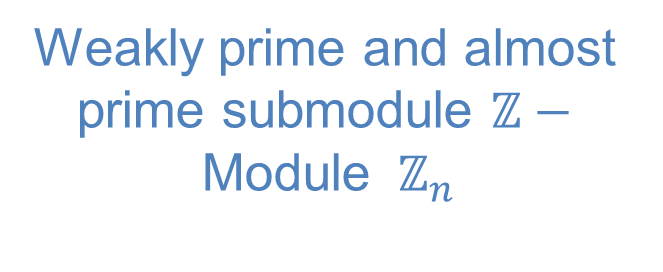 Weakly prime and almost
prime submodule ℤ −
Module ℤ𝑛